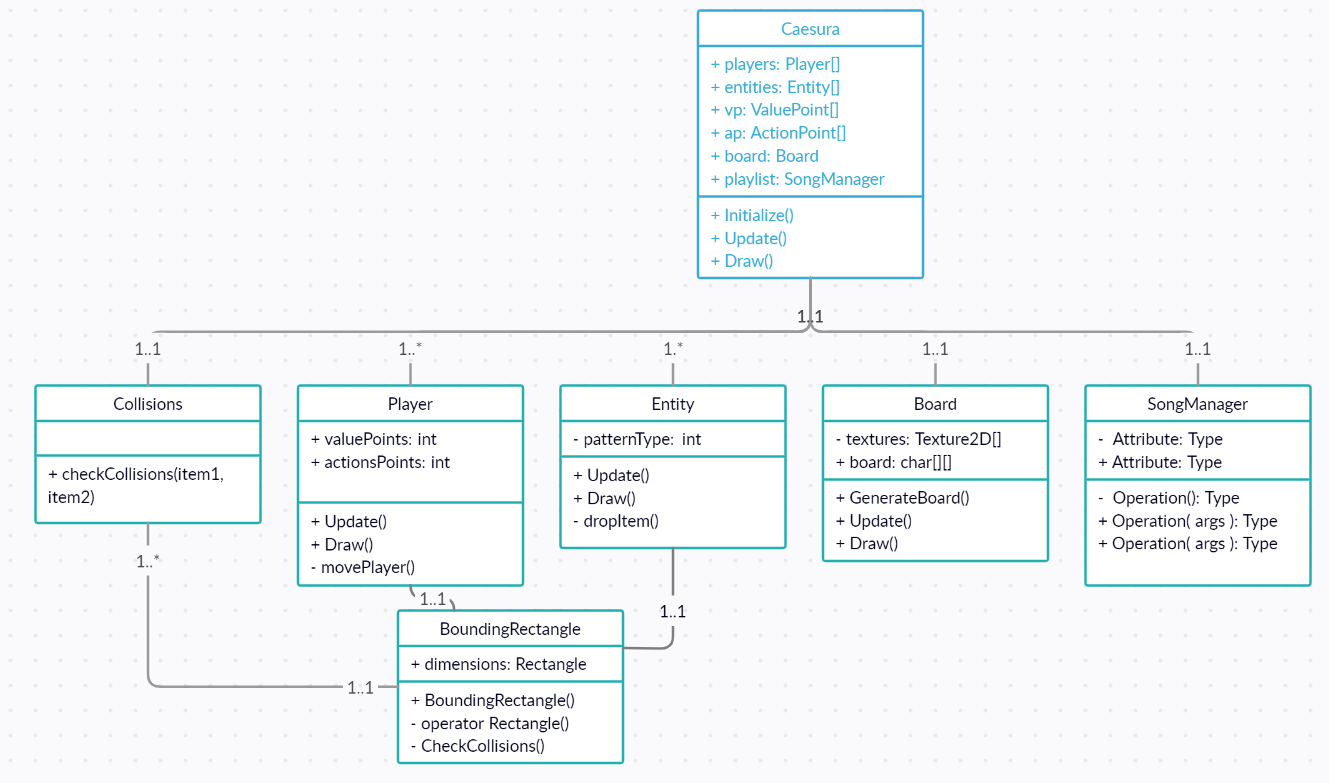 Caesura
+ players: Player[]
+ entities: Entity[]
+ vp: ValuePoint[]
+ ap: ActionPoint[]
+ board: Board
+ playlist: SongManager
+ Initialize()
+ Update()
+ Draw()
1..1
1..1
1..*
1.*
1..1
1..1
Collisions
+ checkCollisions(item1,
item2)
Player
+ valuePoints: int
+ actionsPoints: int
+ Update()
+ Draw()
- movePlayer()
Entity
- patternType:  int
+ Update()
+ Draw()
- dropItem()
Board
- textures: Texture2D[]
+ board: char[][]
+ GenerateBoard()
+ Update()
+ Draw()
SongManager
-  Attribute: Type
+ Attribute: Type
-  Operation(): Type
+ Operation( args ): Type
+ Operation( args ): Type
1..*
1..1
1..1
1..1
BoundingRectangle
+ dimensions: Rectangle
+ BoundingRectangle()
- operator Rectangle()
- CheckCollisions()